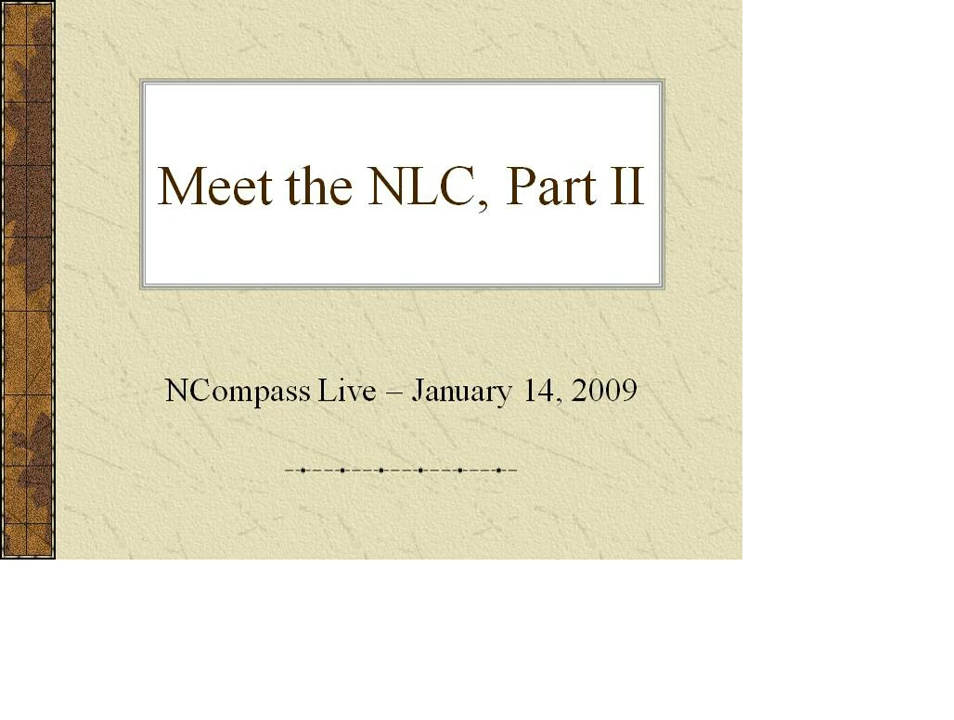 Meet the NLC, Part II
NCompass Live – January 14, 2009